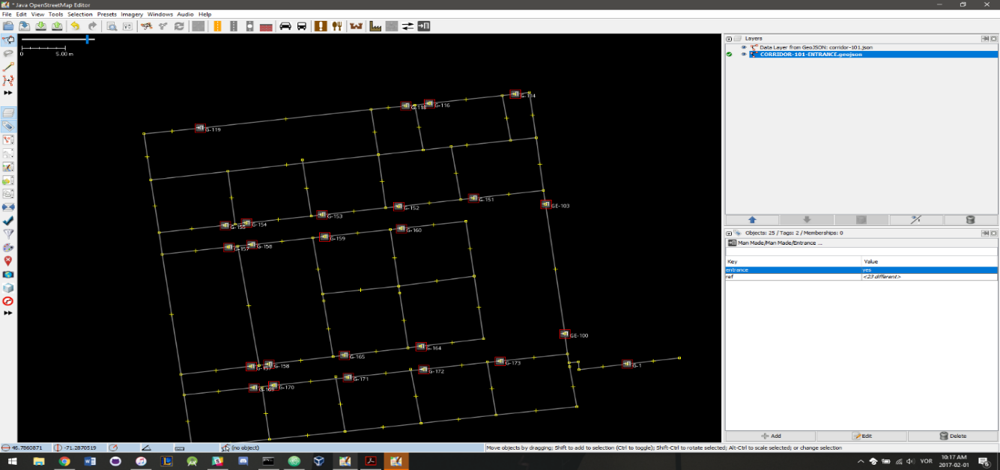 * Java OpenStreetMap Editor
File Edit View Tools Selection Presets Imagery Windows Audio Help
0 5.00 m
G-119
G-118
G-116
G-114
G-155
G-154
G-153
G-152
G-151
GE-103
G-157
G-158
G-159
G-160
GE-100
G-157
G-158
G-165
G-164
G-170
G-171
G-172
G-173
G-1
Layers
Data Layer from GeoJSON: corridor-101.json
CORRIDOR-101-ENTRANCE.geojson
Objects: 25 / Tags: 2 / Memberships: 0
Man Made/Man Made/Entrance ...
Key Value
entrance yes
ref <23 different>
Add Edit Delete
46.7860871 -71.2870519 (no object) Move objects by dragging; Shift to add to selection (Ctrl to toggle); Shift-Ctrl to rotate selected; Alt-Ctrl to scale selected; or change selection
YOR 10:17 AM
2017-02-01